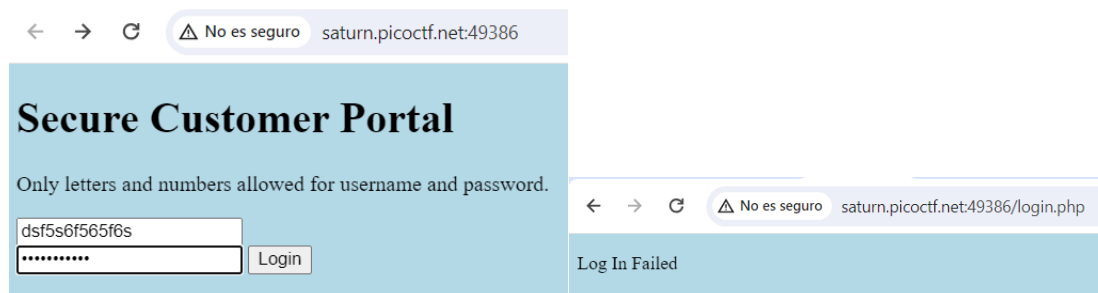 No es seguro saturn.picoctf.net:49386
Secure Customer Portal
Only letters and numbers allowed for username and password.
dsf5s6f565f6s
••••••••••• Login
No es seguro saturn.picoctf.net:49386/login.php
Log In Failed